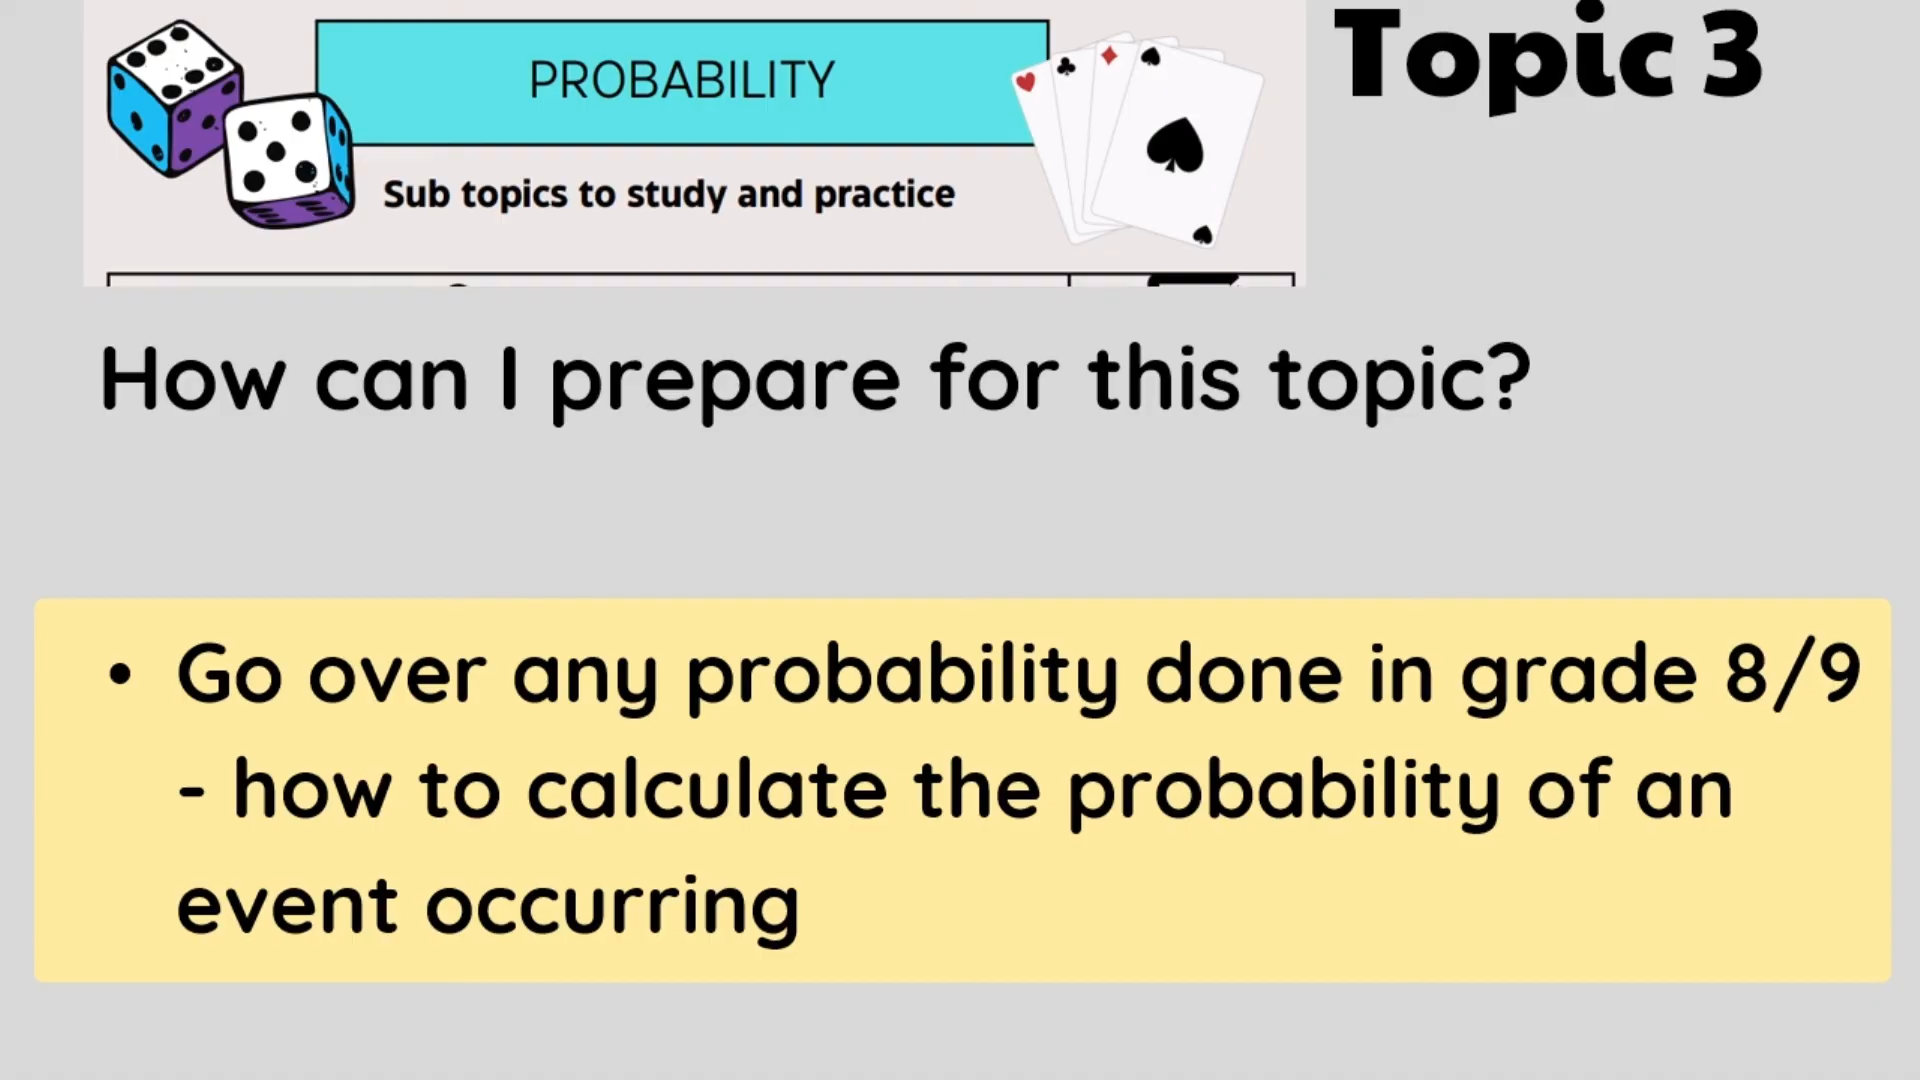 Topic 3
PROBABILITY
Sub topics to study and practice
How can I prepare for this topic?
• Go over any probability done in grade 8/9
- how to calculate the probability of an
event occurring